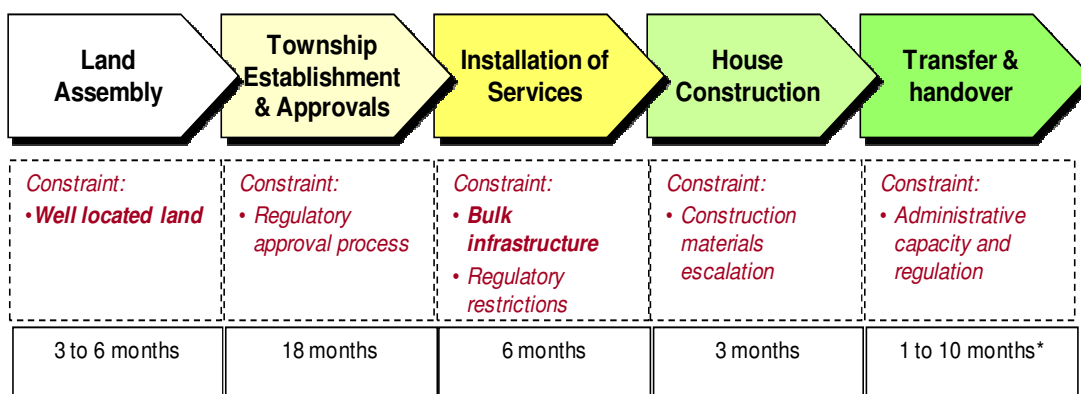 Land
Assembly
Township
Establishment
& Approvals
Installation of
Services
House
Construction
Transfer &
handover
Constraint:
•Well located land
Constraint:
• Regulatory
approval process
Constraint:
• Bulk
infrastructure
• Regulatory
restrictions
Constraint:
• Construction
materials
escalation
Constraint:
• Administrative
capacity and
regulation
3 to 6 months
18 months
6 months
3 months
1 to 10 months*